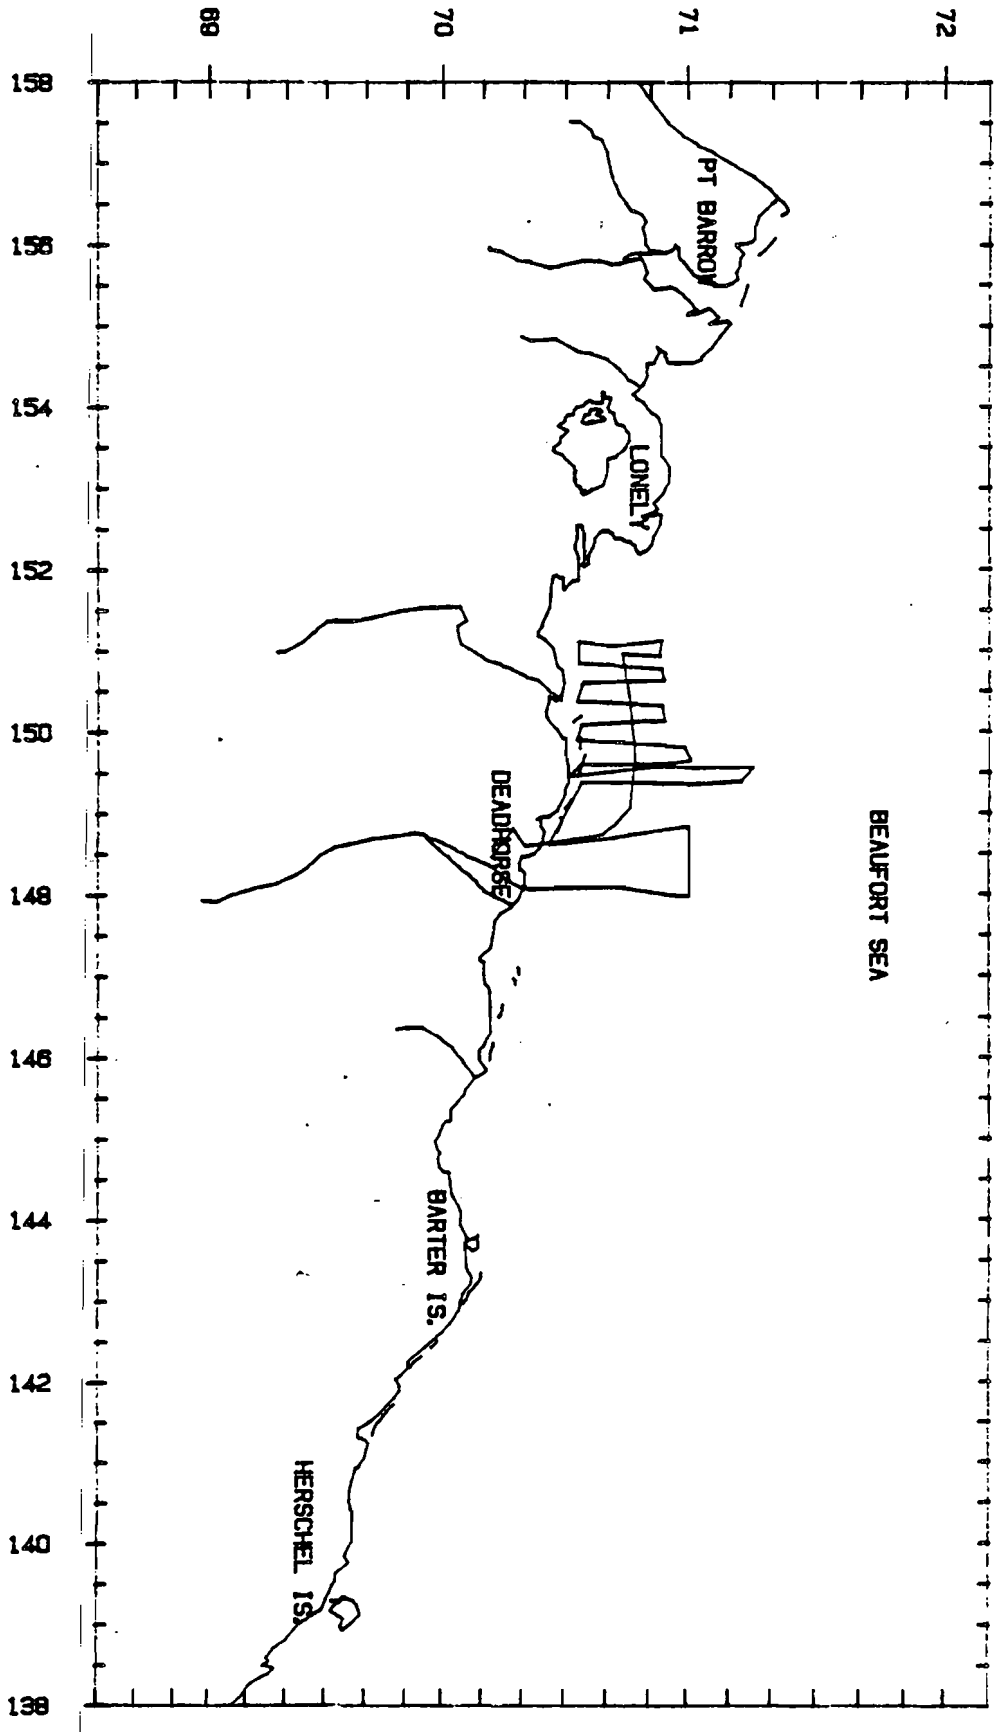 69 70 71 72
158
156
154
152
150
148
146
144
142
140
138
PT BARROW
LONELY
DEADHORSE
BEAUFORT SEA
BARTER IS.
HERSCHEL IS.